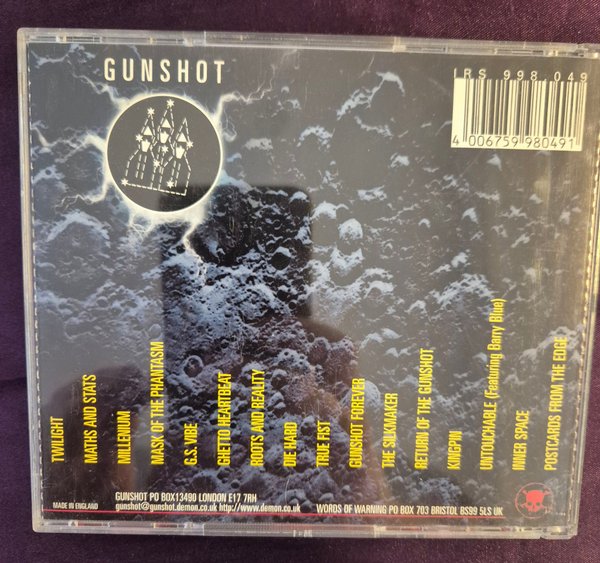 GUNSHOT
IRS 998.049
4 006759 980491
TWILIGHT
MATHS AND STATS
MILLENIUM
MASK OF THE PHANTASM
G.S. VIBE
GHETTO HEARTBEAT
ROOTS AND REALITY
DIE HARD
TRUE FIST
GUNSHOT FOREVER
THE SILKMAKER
RETURN OF THE GUNSHOT
KINGPIN
UNTOUCHABLE (Featuring Barry Blue)
INNER SPACE
POSTCARDS FROM THE EDGE
GUNSHOT PO BOX13490 LONDON E17 7RH
MADE IN ENGLAND
gunshot@gunshot.demon.co.uk http://www.demon.co.uk
WORDS OF WARNING PO BOX 703 BRISTOL BS99 5LS UK